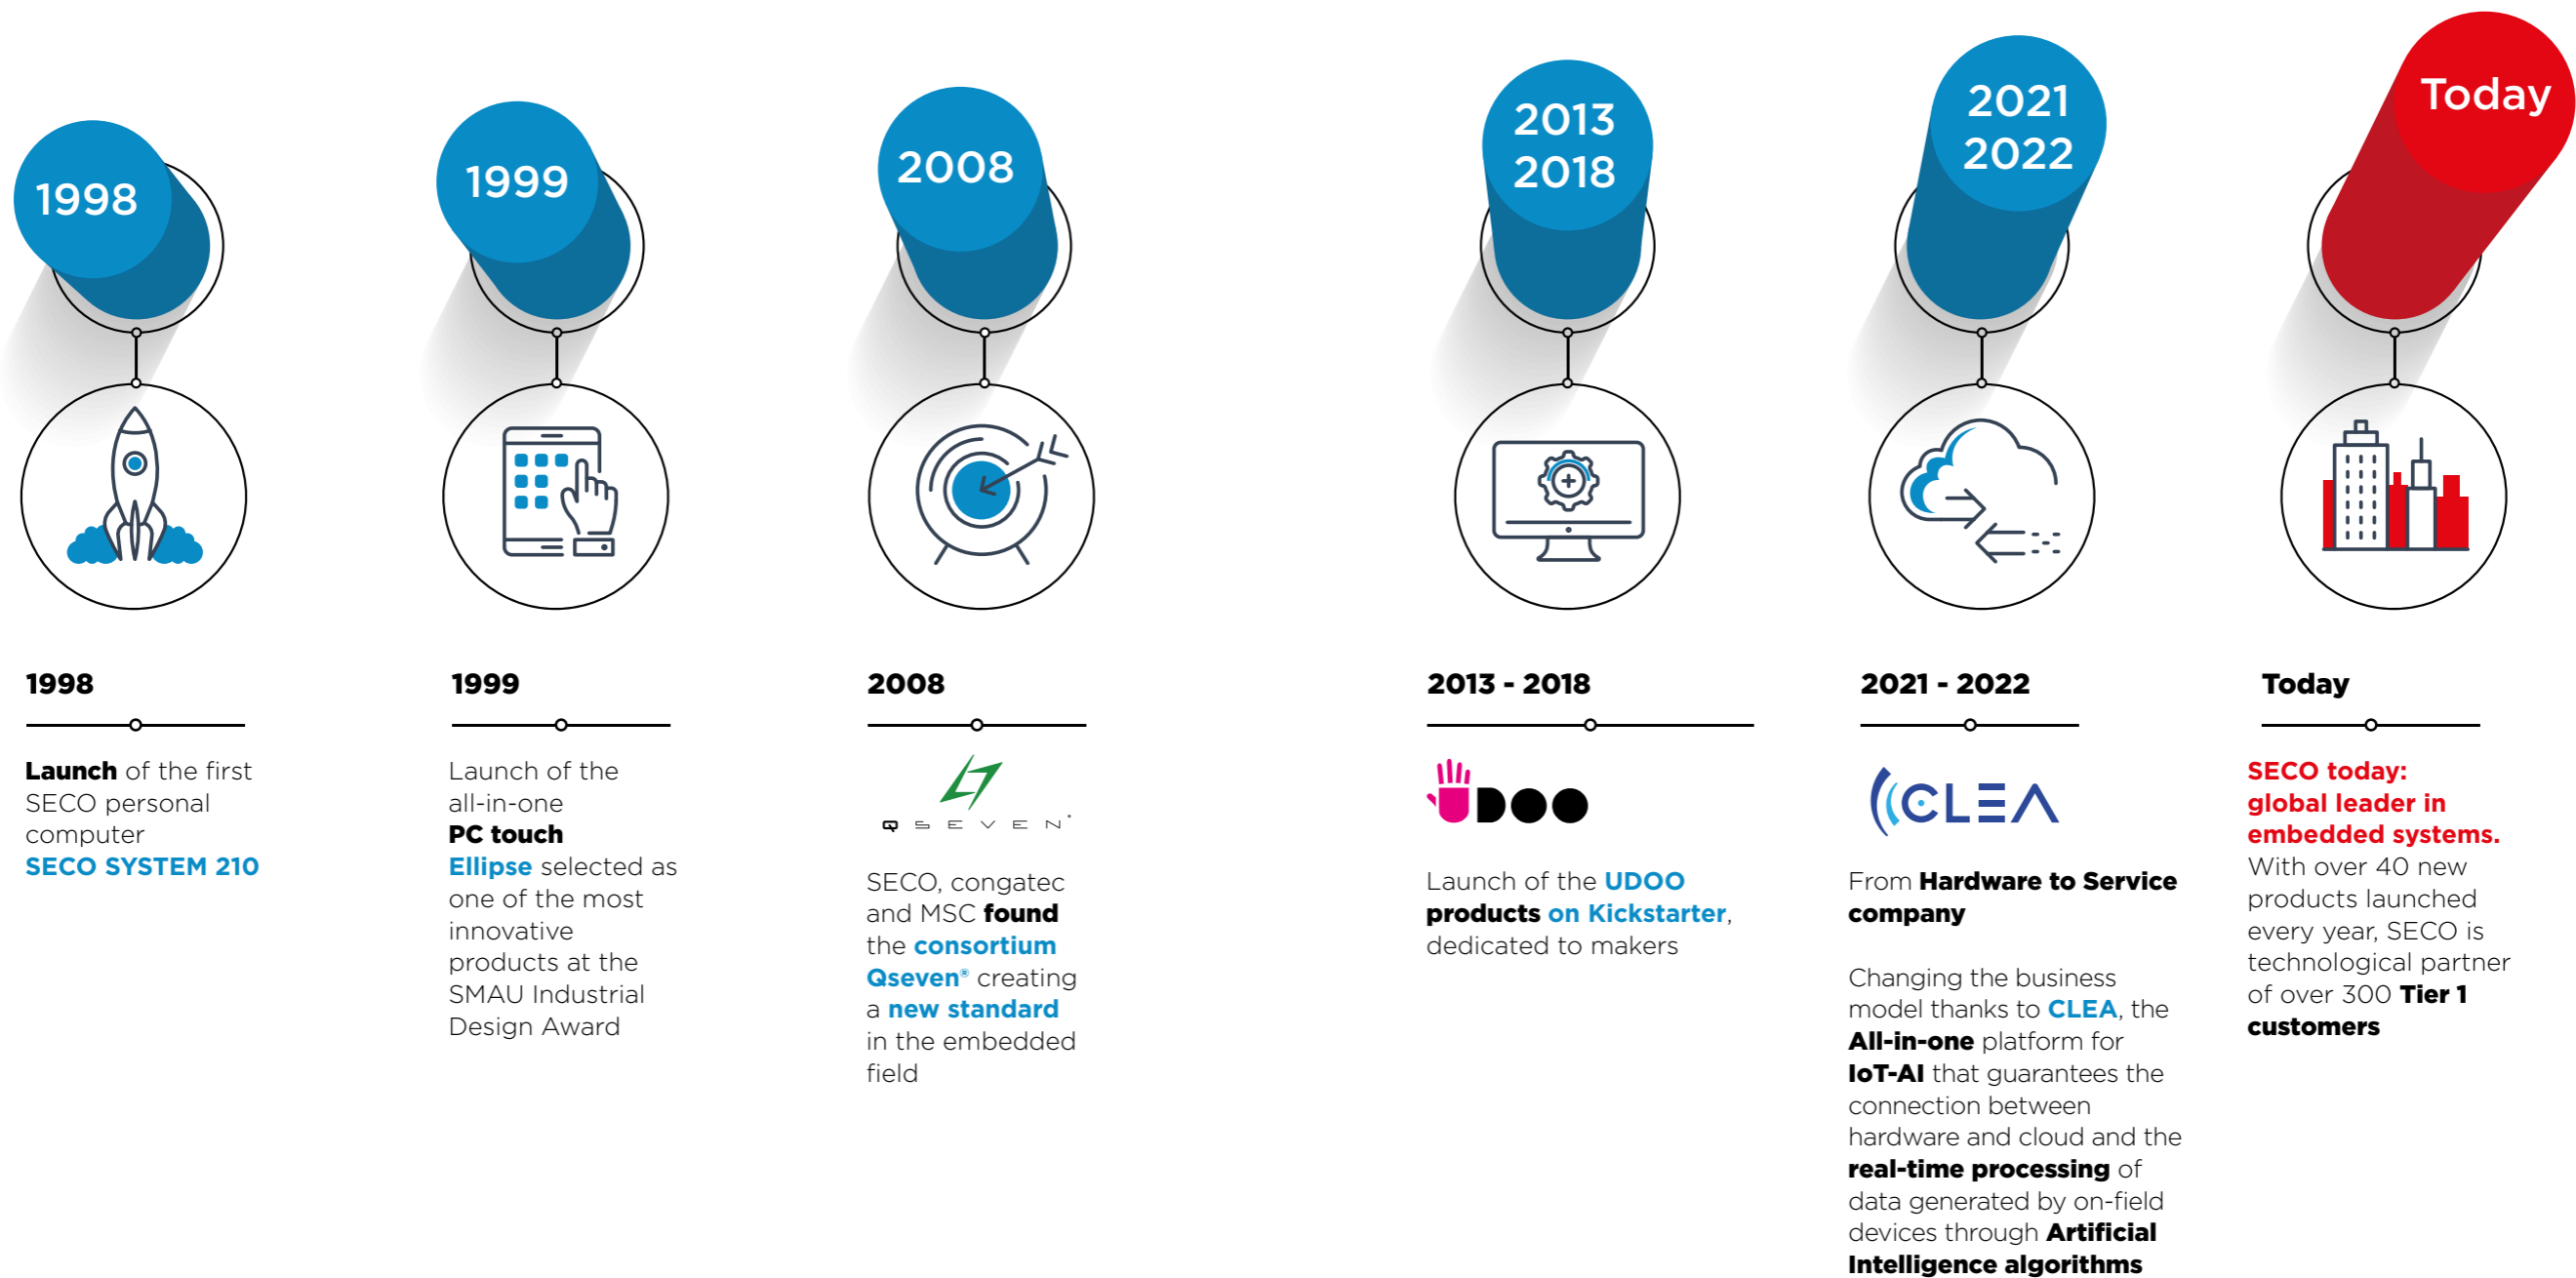 1998
1999
2008
2013
2018
2021
2022
Today
1998
Launch of the first
SECO personal
computer
SECO SYSTEM 210
1999
Launch of the
all-in-one
PC touch
Ellipse selected as
one of the most
innovative
products at the
SMAU Industrial
Design Award
2008
QSEVEN®
SECO, congatec
and MSC found
the consortium
Qseven® creating
a new standard
in the embedded
field
2013 - 2018
UDOO
Launch of the UDOO
products on Kickstarter,
dedicated to makers
2021 - 2022
CLEA
From Hardware to Service
company
Changing the business
model thanks to CLEA, the
All-in-one platform for
IoT-AI that guarantees the
connection between
hardware and cloud and the
real-time processing of
data generated by on-field
devices through Artificial
Intelligence algorithms
Today
SECO today:
global leader in
embedded systems.
With over 40 new
products launched
every year, SECO is
technological partner
of over 300 Tier 1
customers